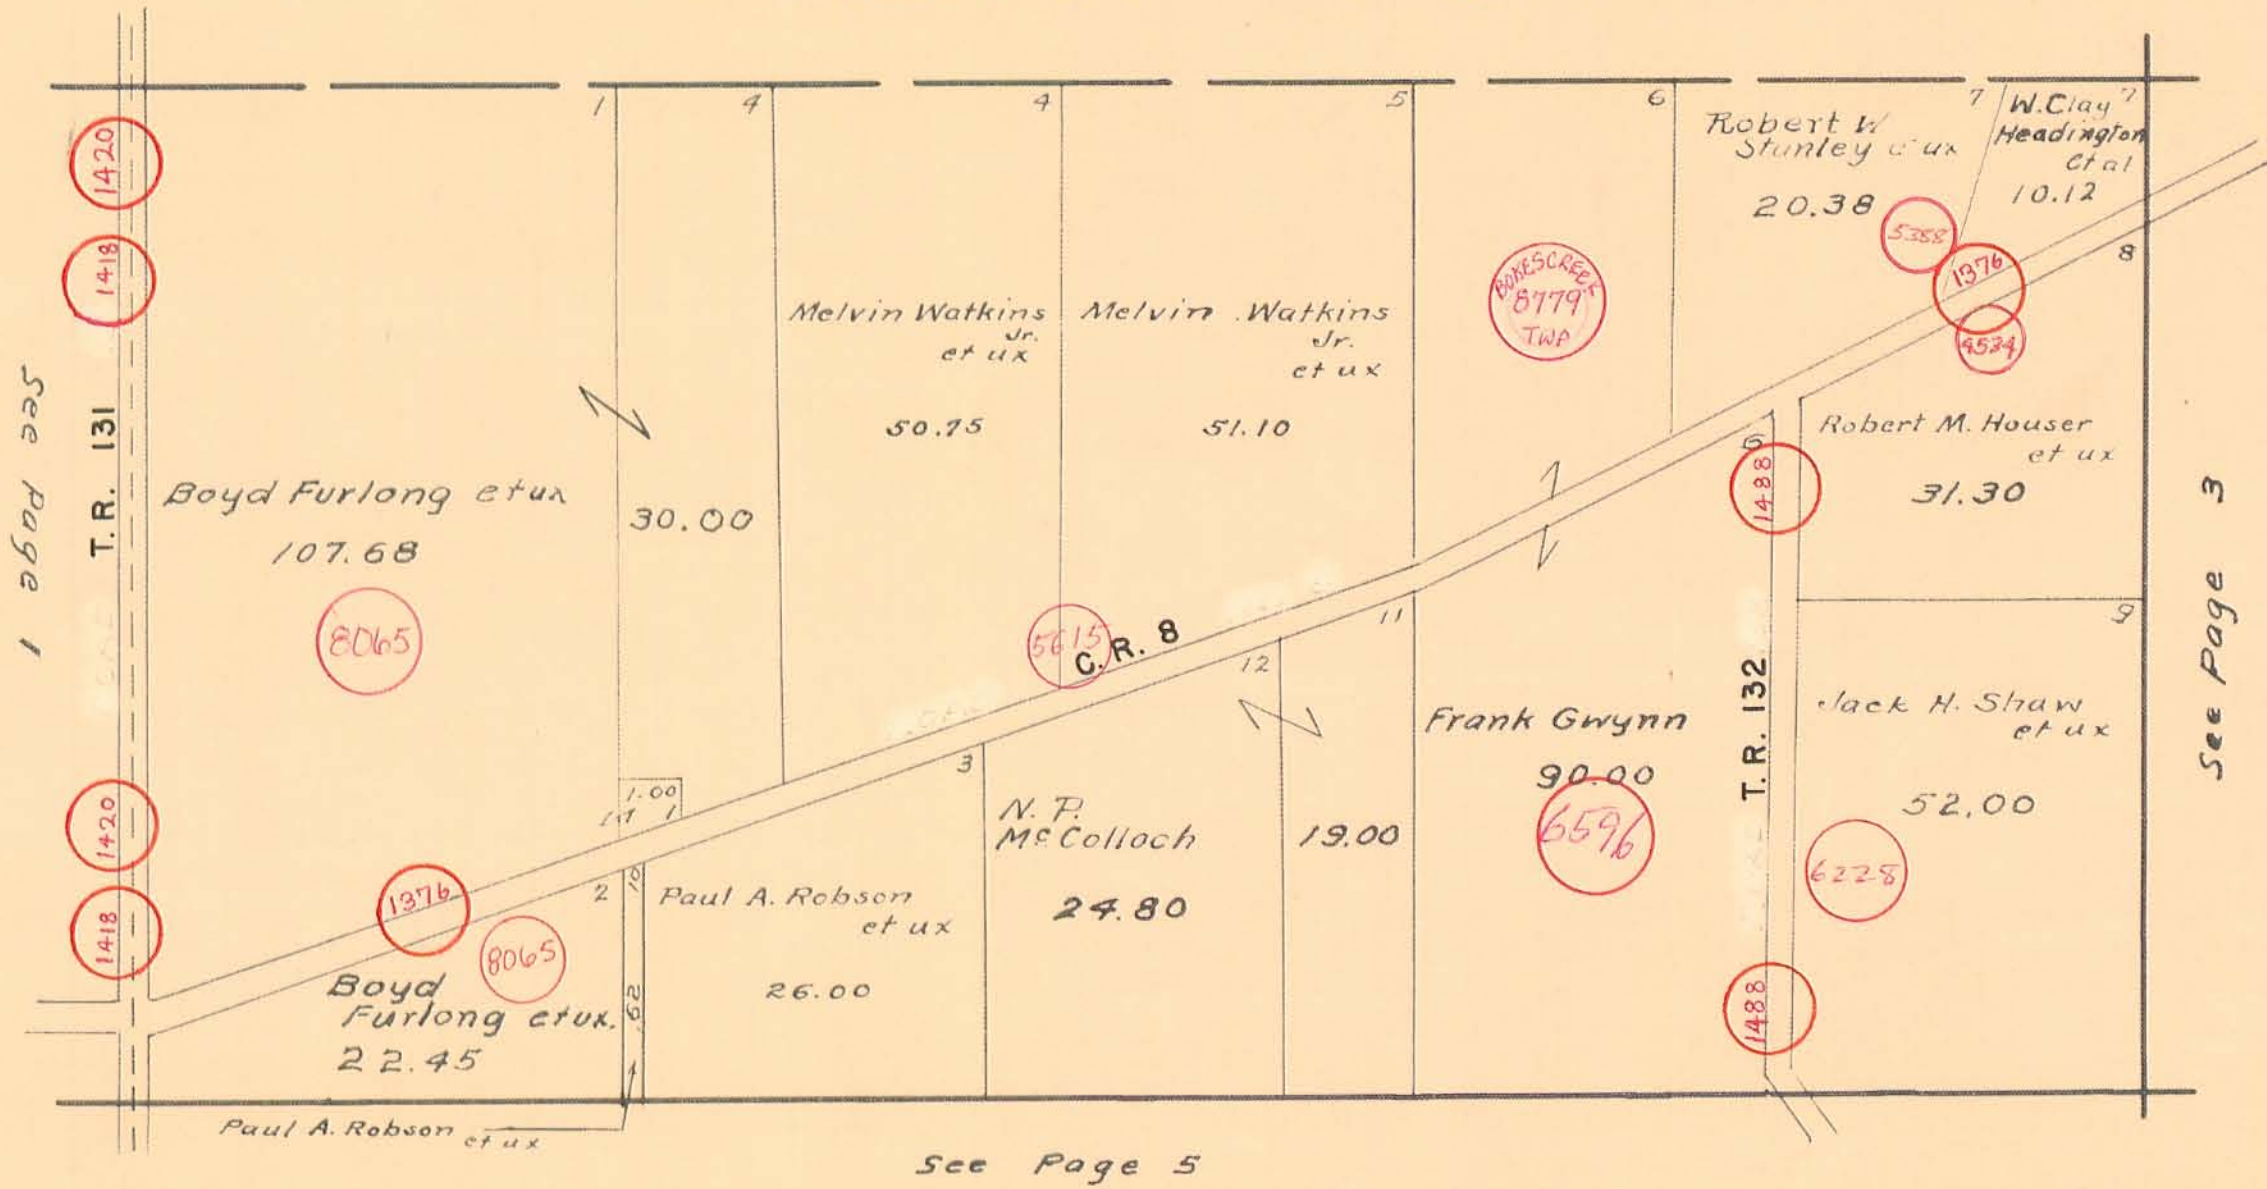 1
4
4
5
6
7
7
Robert W
Stanley
et ux
20.38
W. Clay
Headington
et al
10.12
1420
1418
5388
1376
8
BOKESCREEK
8779
TWP
4534
Melvin Watkins
Jr.
et ux
50.75
Melvin Watkins
Jr.
et ux
51.10
See Page 1
T.R. 131
Boyd Furlong et ux
107.68
8065
30.00
1488
Robert M. Houser
et ux
31.30
See Page 3
9
5615
C.R. 8
11
12
T.R. 132
Frank Gwynn
90.00
6596
Jack H. Shaw
et ux
52.00
6228
3
1.00
1
N. P.
McColloch
24.80
19.00
1420
1418
1376
2
10
8065
Paul A. Robson
et ux
26.00
.62
1488
Boyd
Furlong et ux.
22.45
Paul A. Robson et ux
See Page 5